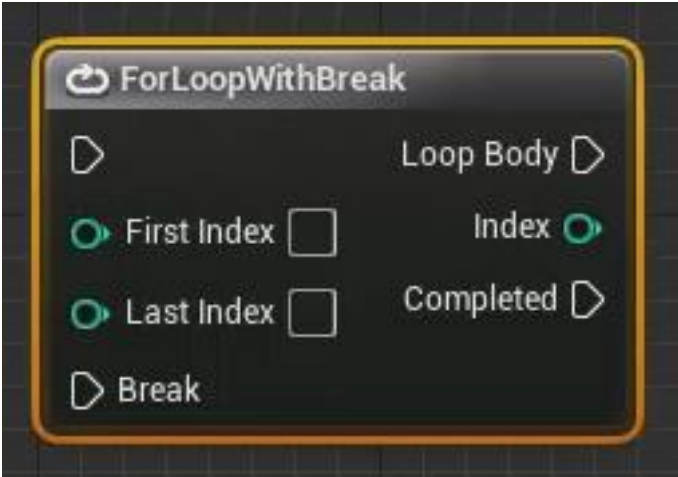 ForLoopWithBreak
Loop Body
First Index
Index
Last Index
Completed
Break